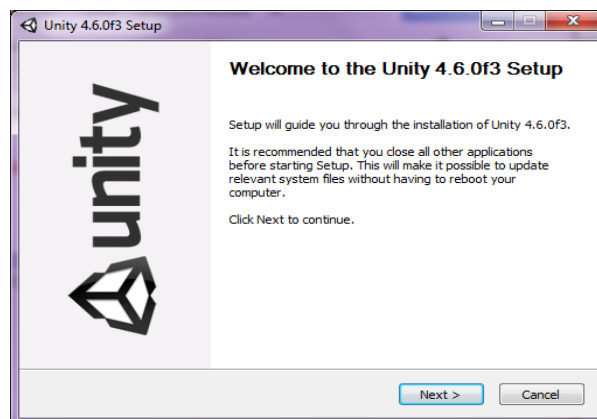 Unity 4.6.0f3 Setup
Welcome to the Unity 4.6.0f3 Setup
Setup will guide you through the installation of Unity 4.6.0f3.
It is recommended that you close all other applications
before starting Setup. This will make it possible to update
relevant system files without having to reboot your
computer.
Click Next to continue.
unity
Next >
Cancel